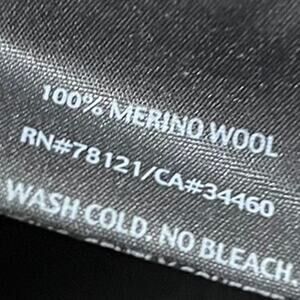 100% MERINO WOOL
RN#78121/CA#34460
WASH COLD. NO BLEACH